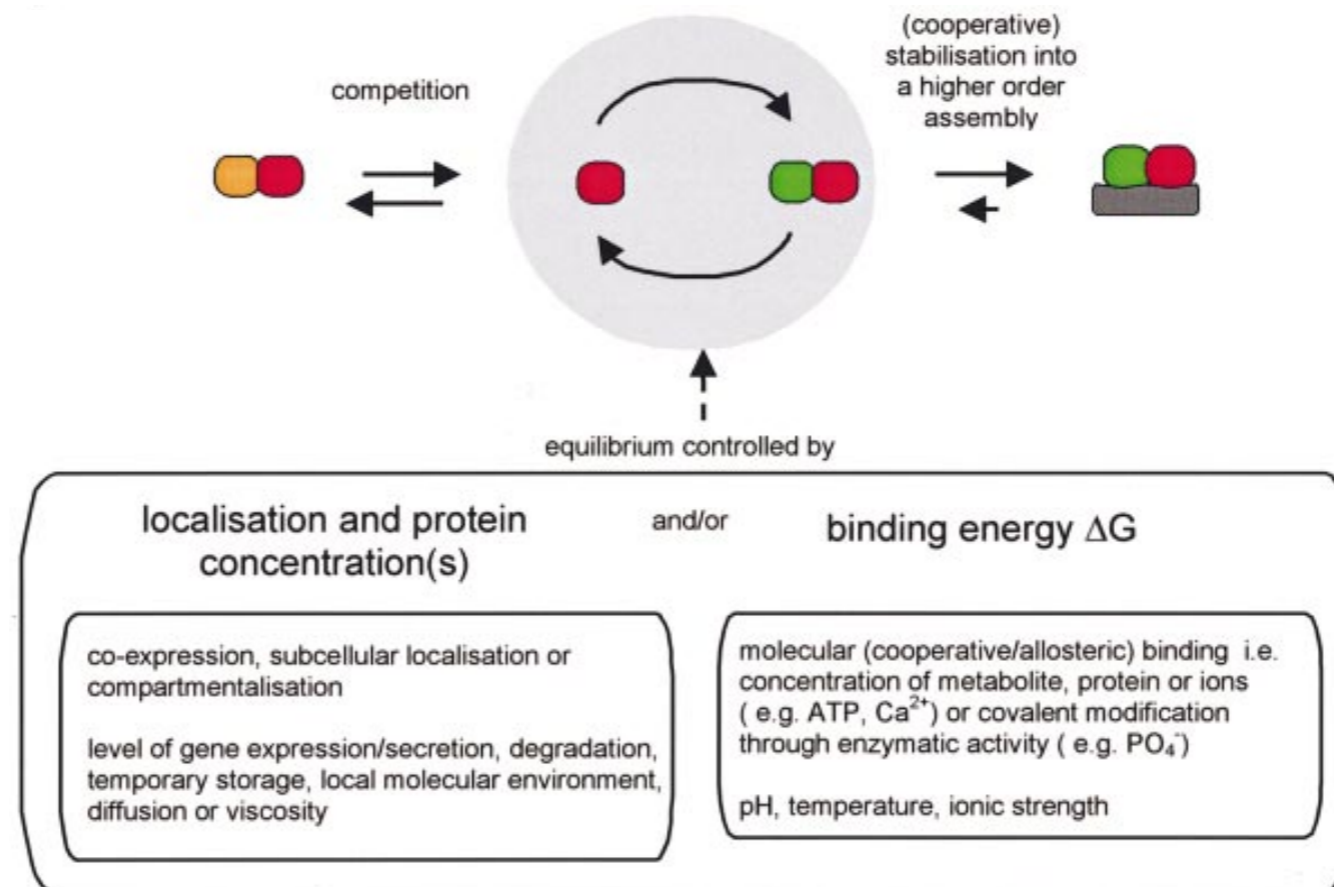 competition
(cooperative)
stabilisation into
a higher order
assembly
equilibrium controlled by
localisation and protein
concentration(s)
and/or
binding energy ΔG
co-expression, subcellular localisation or
compartmentalisation
level of gene expression/secretion, degradation,
temporary storage, local molecular environment,
diffusion or viscosity
molecular (cooperative/allosteric) binding i.e.
concentration of metabolite, protein or ions
( e.g. ATP, Ca²⁺) or covalent modification
through enzymatic activity ( e.g. PO₄⁻)
pH, temperature, ionic strength